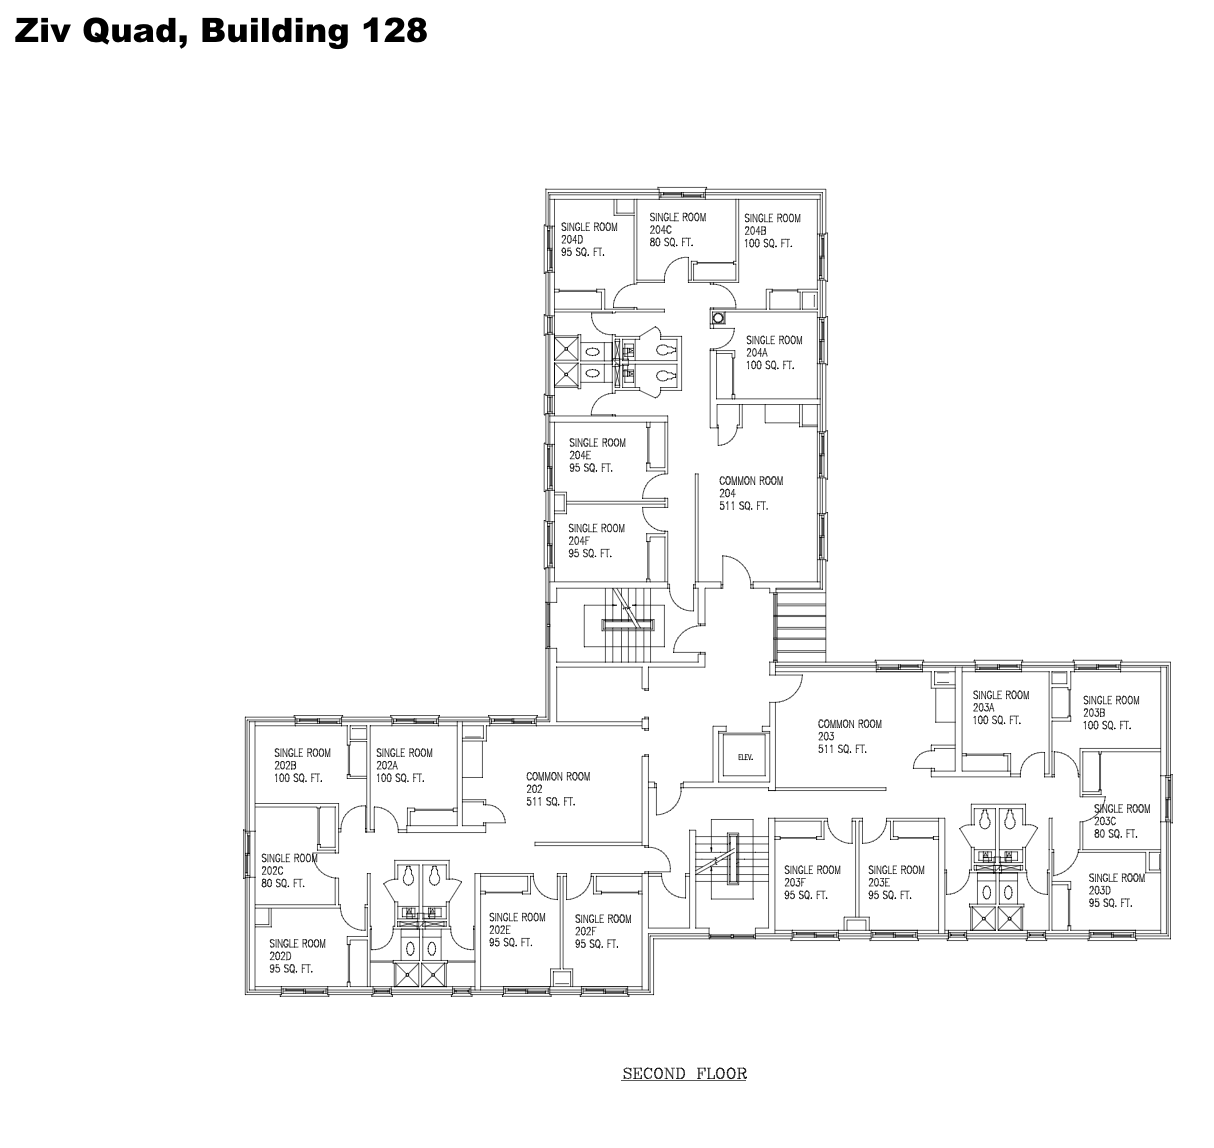 Ziv Quad, Building 128
SINGLE ROOM
204D
95 SQ. FT.
SINGLE ROOM
204C
80 SQ. FT.
SINGLE ROOM
204B
100 SQ. FT.
SINGLE ROOM
204A
100 SQ. FT.
SINGLE ROOM
204E
95 SQ. FT.
COMMON ROOM
204
511 SQ. FT.
SINGLE ROOM
204F
95 SQ. FT.
SINGLE ROOM
203A
100 SQ. FT.
SINGLE ROOM
203B
100 SQ. FT.
COMMON ROOM
203
511 SQ. FT.
ELEV.
SINGLE ROOM
202B
100 SQ. FT.
SINGLE ROOM
202A
100 SQ. FT.
COMMON ROOM
202
511 SQ. FT.
SINGLE ROOM
203C
80 SQ. FT.
SINGLE ROOM
202C
80 SQ. FT.
SINGLE ROOM
203F
95 SQ. FT.
SINGLE ROOM
203E
95 SQ. FT.
SINGLE ROOM
203D
95 SQ. FT.
SINGLE ROOM
202D
95 SQ. FT.
SINGLE ROOM
202E
95 SQ. FT.
SINGLE ROOM
202F
95 SQ. FT.
SECOND FLOOR